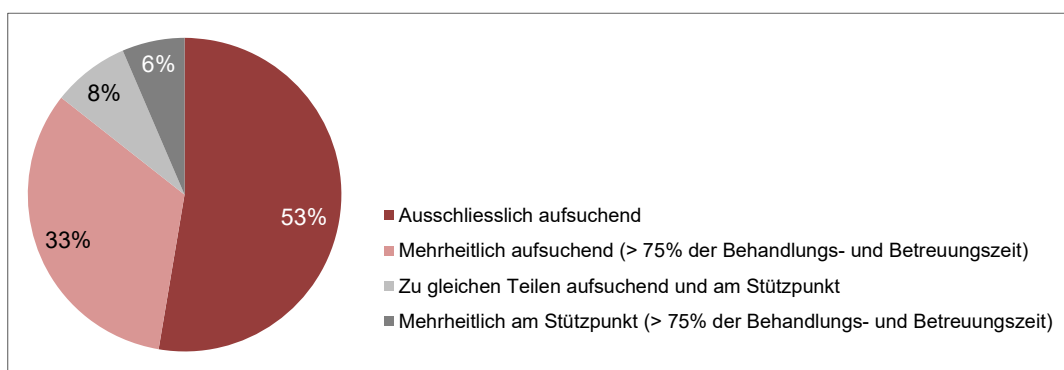 6%
8%
53%
33%
Ausschliesslich aufsuchend
Mehrheitlich aufsuchend (> 75% der Behandlungs- und Betreuungszeit)
Zu gleichen Teilen aufsuchend und am Stützpunkt
Mehrheitlich am Stützpunkt (> 75% der Behandlungs- und Betreuungszeit)